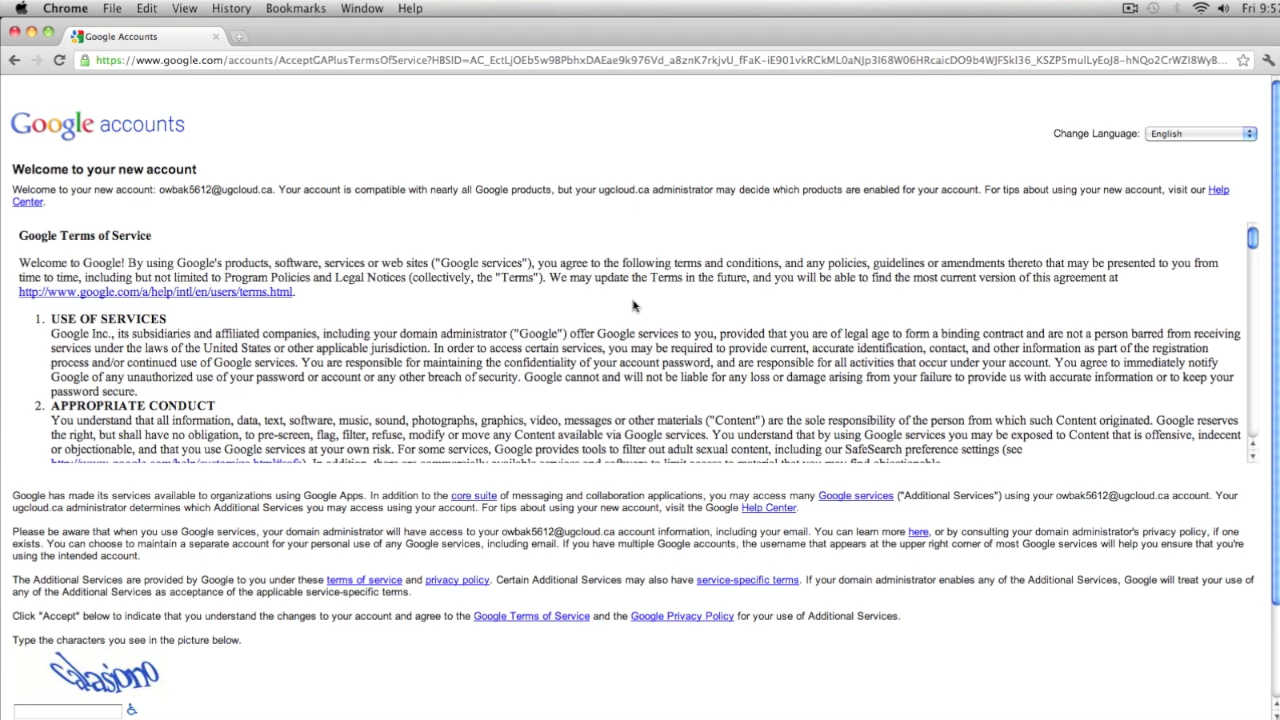 Chrome File Edit View History Bookmarks Window Help Fri 9:57
Google Accounts
Google accounts
Change Language: English
Welcome to your new account
Welcome to your new account: owbak5612@ugcloud.ca. Your account is compatible with nearly all Google products, but your ugcloud.ca administrator may decide which products are enabled for your account. For tips about using your new account, visit our Help
Center.
Google Terms of Service
Welcome to Google! By using Google's products, software, services or web sites ("Google services"), you agree to the following terms and conditions, and any policies, guidelines or amendments thereto that may be presented to you from
time to time, including but not limited to Program Policies and Legal Notices (collectively, the "Terms"). We may update the Terms in the future, and you will be able to find the most current version of this agreement at
http://www.google.com/a/help/intl/en/users/terms.html.
1. USE OF SERVICES
Google Inc., its subsidiaries and affiliated companies, including your domain administrator ("Google") offer Google services to you, provided that you are of legal age to form a binding contract and are not a person barred from receiving
services under the laws of the United States or other applicable jurisdiction. In order to access certain services, you may be required to provide current, accurate identification, contact, and other information as part of the registration
process and/or continued use of Google services. You are responsible for maintaining the confidentiality of your account password, and are responsible for all activities that occur under your account. You agree to immediately notify
Google of any unauthorized use of your password or account or any other breach of security. Google cannot and will not be liable for any loss or damage arising from your failure to provide us with accurate information or to keep your
password secure.
2. APPROPRIATE CONDUCT
You understand that all information, data, text, software, music, sound, photographs, graphics, video, messages or other materials ("Content") are the sole responsibility of the person from which such Content originated. Google reserves
the right, but shall have no obligation, to pre-screen, flag, filter, refuse, modify or move any Content available via Google services. You understand that by using Google services you may be exposed to Content that is offensive, indecent
or objectionable, and that you use Google services at your own risk. For some services, Google provides tools to filter out adult sexual content, including our SafeSearch preference settings (see
Google has made its services available to organizations using Google Apps. In addition to the core suite of messaging and collaboration applications, you may access many Google services ("Additional Services") using your owbak5612@ugcloud.ca account. Your
ugcloud.ca administrator determines which Additional Services you may access using your account. For tips about using your new account, visit the Google Help Center.
Please be aware that when you use Google services, your domain administrator will have access to your owbak5612@ugcloud.ca account information, including your email. You can learn more here, or by consulting your domain administrator's privacy policy, if one
exists. You can choose to maintain a separate account for your personal use of any Google services, including email. If you have multiple Google accounts, the username that appears at the upper right corner of most Google services will help you ensure that you're
using the intended account.
The Additional Services are provided by Google to you under these terms of service and privacy policy. Certain Additional Services may also have service-specific terms. If your domain administrator enables any of the Additional Services, Google will treat your use of
any of the Additional Services as acceptance of the applicable service-specific terms.
Click "Accept" below to indicate that you understand the changes to your account and agree to the Google Terms of Service and the Google Privacy Policy for your use of Additional Services.
Type the characters you see in the picture below.